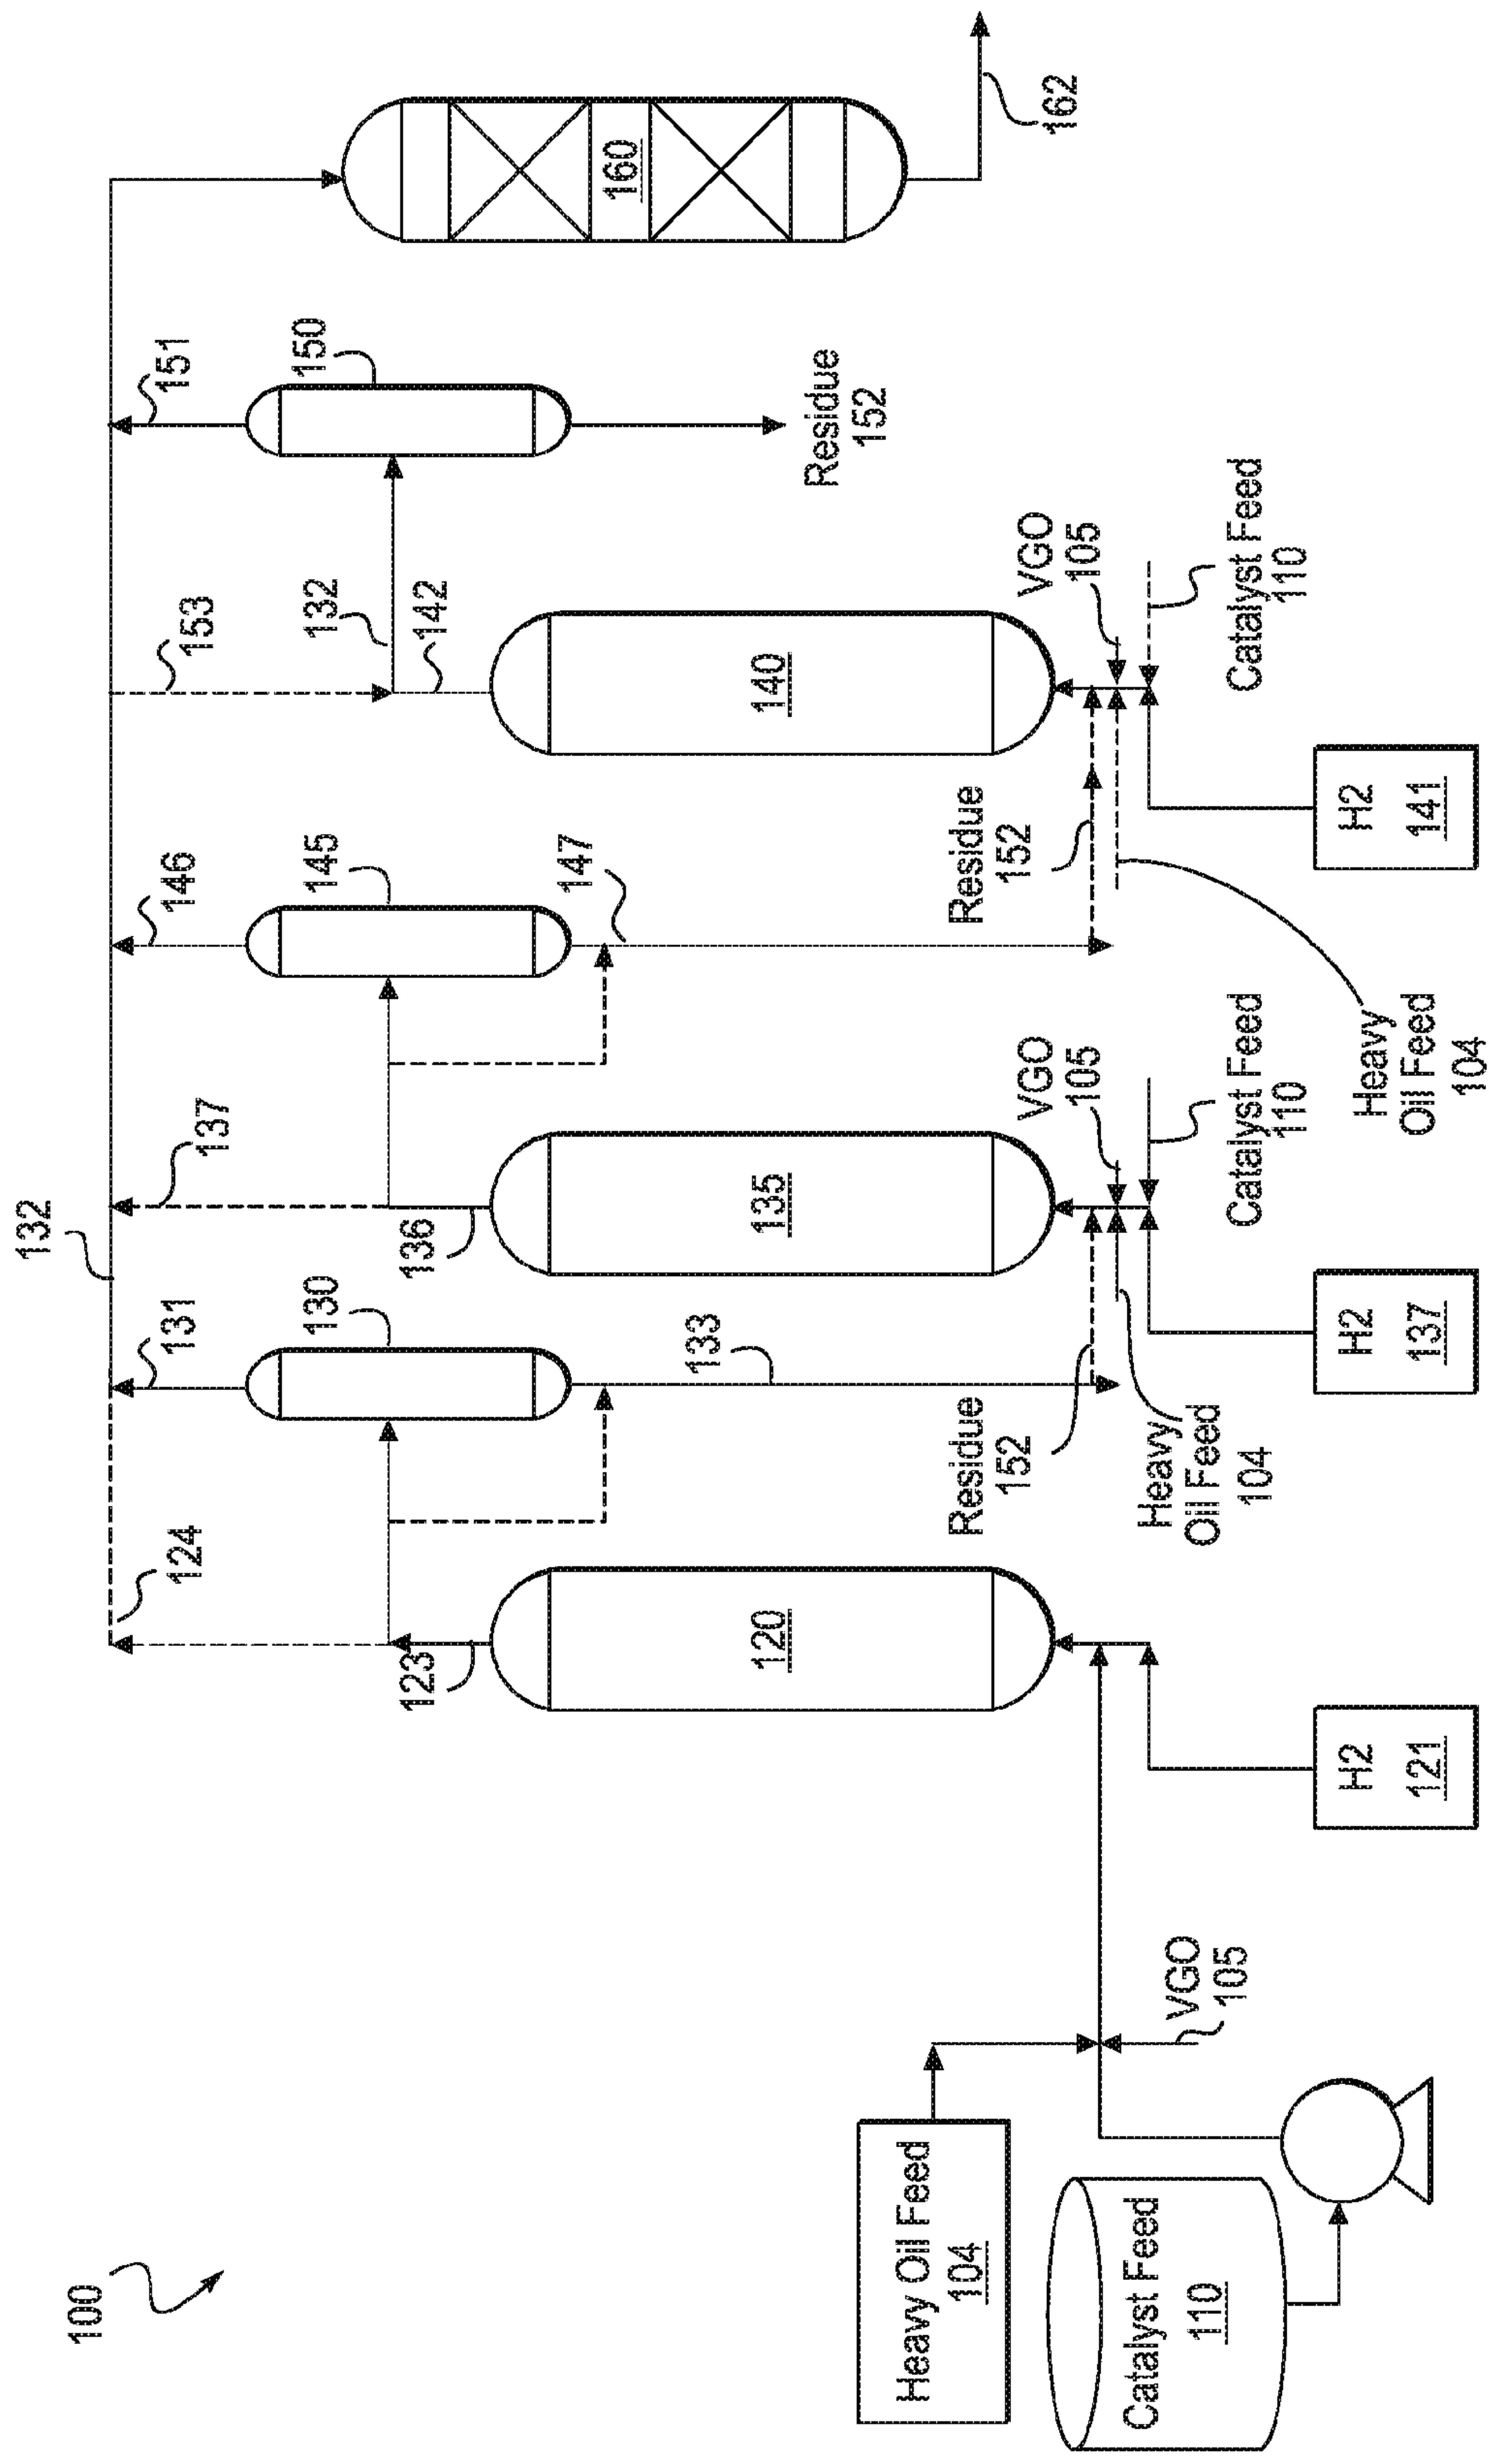 100
Heavy Oil Feed
104
Catalyst Feed
110
VGO
105
H2
121
120
123
124
130
131
132
133
Residue
152
Heavy
Oil Feed
104
H2
137
135
136
137
VGO
105
Catalyst Feed
110
145
146
147
Residue
152
Heavy
Oil Feed
104
H2
141
140
142
132
153
VGO
105
Catalyst Feed
110
150
151
Residue
152
160
162